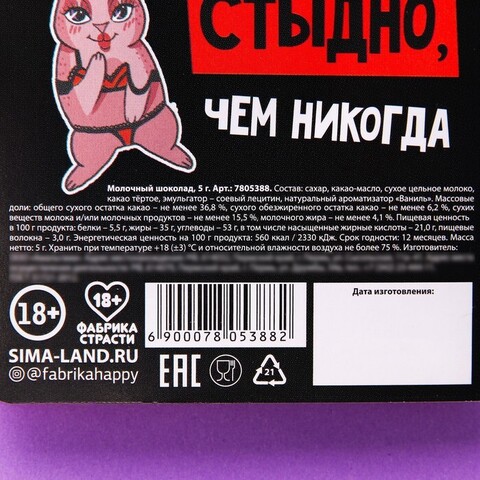 СТЫДНО,
ЧЕМ НИКОГДА
Молочный шоколад, 5 г. Арт.: 7805388. Состав: сахар, какао-масло, сухое цельное молоко,
какао тёртое, эмульгатор – соевый лецитин, натуральный ароматизатор «Ваниль». Массовые
доли: общего сухого остатка какао – не менее 36,8 %, сухого обезжиренного остатка какао – не менее 6,2 %, сухих
веществ молока и/или молочных продуктов – не менее 15,5 %, молочного жира – не менее 4,1 %. Пищевая ценность
в 100 г продукта: белки – 5,5 г, жиры – 35 г, углеводы – 53 г, в том числе насыщенные жирные кислоты – 21,0 г, пищевые
волокна – 3,0 г. Энергетическая ценность на 100 г продукта: 560 ккал / 2330 кДж. Срок годности: 12 месяцев. Масса
нетто: 5 г. Хранить при температуре +18 (±3) °С и относительной влажности воздуха не более 75 %. Изготовитель:
18+
18+
ФАБРИКА
СТРАСТИ
SIMA-LAND.RU
@fabrikahappy
6 900078 053882
EAC
21
Дата изготовления: